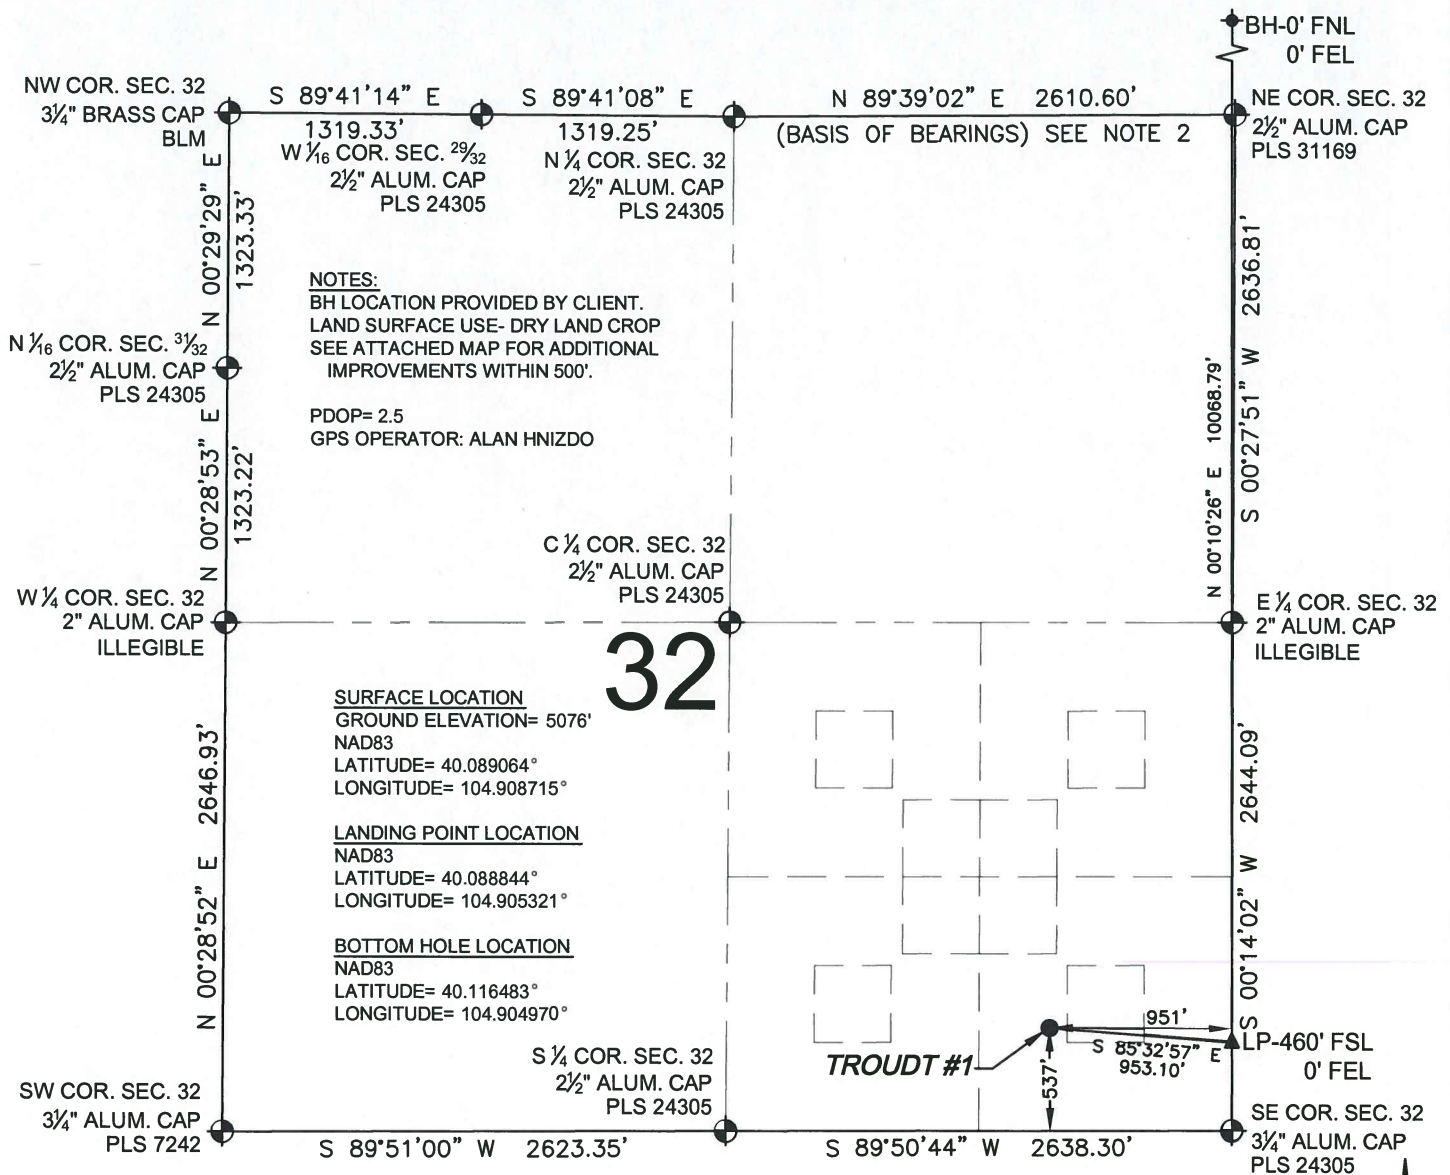 BH-0' FNL
0' FEL
NW COR. SEC. 32
3¼" BRASS CAP
BLM
S 89°41'14" E
1319.33'
S 89°41'08" E
1319.25'
N 89°39'02" E 2610.60'
(BASIS OF BEARINGS) SEE NOTE 2
NE COR. SEC. 32
2½" ALUM. CAP
PLS 31169
W 1/16 COR. SEC. 29/32
2½" ALUM. CAP
PLS 24305
N ¼ COR. SEC. 32
2½" ALUM. CAP
PLS 24305
N 00°29'29" E
1323.33'
NOTES:
BH LOCATION PROVIDED BY CLIENT.
LAND SURFACE USE- DRY LAND CROP
SEE ATTACHED MAP FOR ADDITIONAL
IMPROVEMENTS WITHIN 500'.
PDOP= 2.5
GPS OPERATOR: ALAN HNIZDO
N 1/16 COR. SEC. 31/32
2½" ALUM. CAP
PLS 24305
N 00°28'53" E
1323.22'
N 00°10'26" E 10068.79'
S 00°27'51" W 2636.81'
C ¼ COR. SEC. 32
2½" ALUM. CAP
PLS 24305
W ¼ COR. SEC. 32
2" ALUM. CAP
ILLEGIBLE
E ¼ COR. SEC. 32
2" ALUM. CAP
ILLEGIBLE
32
SURFACE LOCATION
GROUND ELEVATION= 5076'
NAD83
LATITUDE= 40.089064°
LONGITUDE= 104.908715°
LANDING POINT LOCATION
NAD83
LATITUDE= 40.088844°
LONGITUDE= 104.905321°
BOTTOM HOLE LOCATION
NAD83
LATITUDE= 40.116483°
LONGITUDE= 104.904970°
N 00°28'52" E 2646.93'
S 00°14'02" W 2644.09'
951'
S 85°32'57" E
953.10'
537'
TROUDT #1
LP-460' FSL
0' FEL
S ¼ COR. SEC. 32
2½" ALUM. CAP
PLS 24305
SW COR. SEC. 32
3¼" ALUM. CAP
PLS 7242
S 89°51'00" W 2623.35'
S 89°50'44" W 2638.30'
SE COR. SEC. 32
3¼" ALUM. CAP
PLS 24305